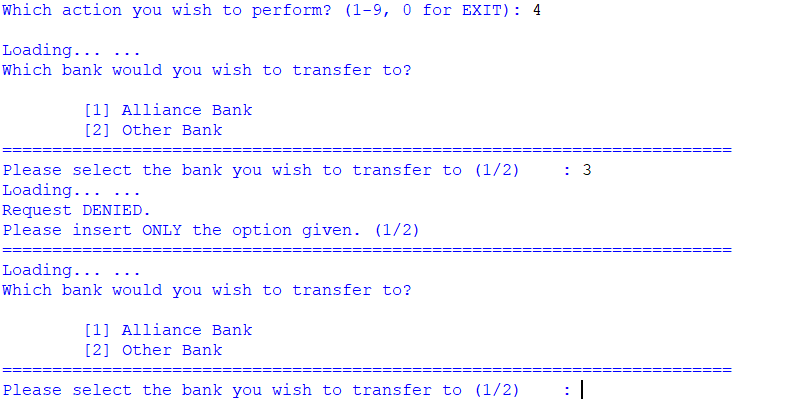 Which action you wish to perform? (1-9, 0 for EXIT): 4
Loading... ...
Which bank would you wish to transfer to?
[1] Alliance Bank
[2] Other Bank
=========================================================================
Please select the bank you wish to transfer to (1/2)    : 3
Loading... ...
Request DENIED.
Please insert ONLY the option given. (1/2)
=========================================================================
Loading... ...
Which bank would you wish to transfer to?
[1] Alliance Bank
[2] Other Bank
=========================================================================
Please select the bank you wish to transfer to (1/2)    :